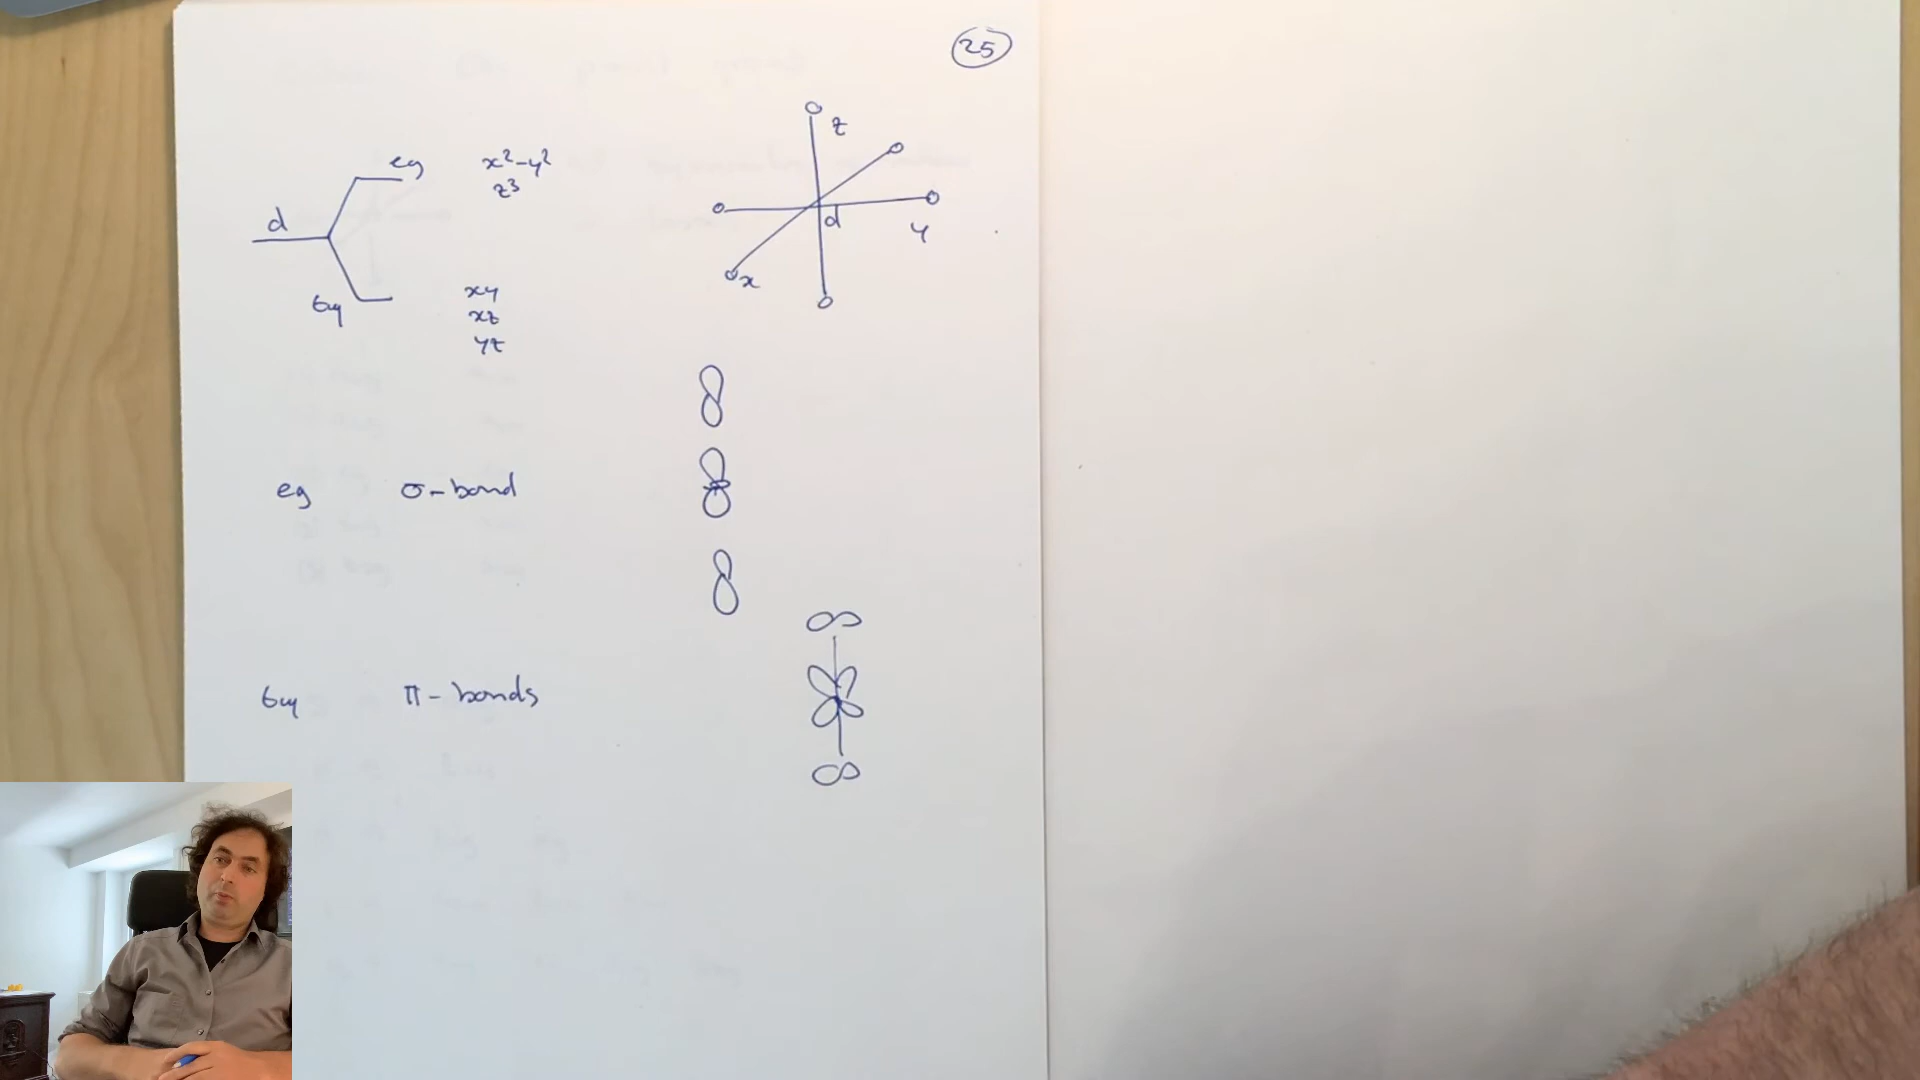 25
z
eg x²-y²
z³
d
d
y
x
xy
t2g
xz
yz
eg σ-bond
t2g π-bonds